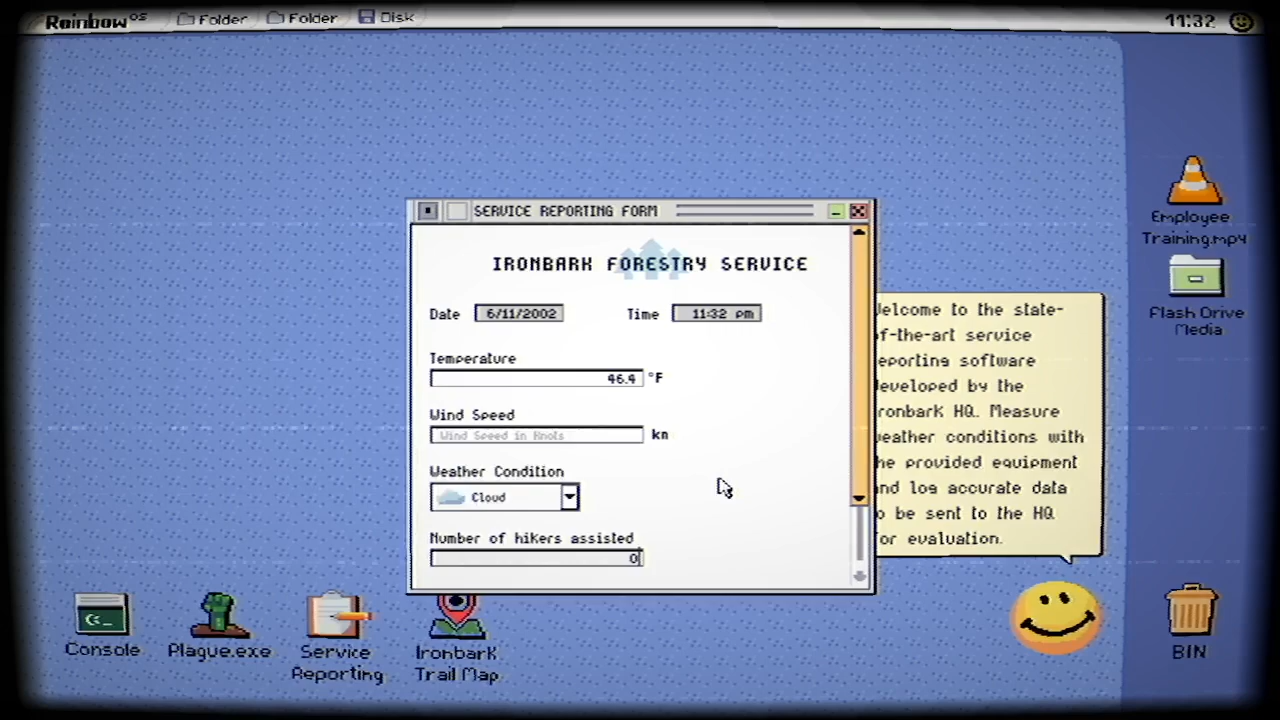 RainbowOS
Folder
Folder
Disk
11:32
SERVICE REPORTING FORM
IRONBARK FORESTRY SERVICE
Date 6/11/2002 Time 11:32 pm
Temperature
46.4 °F
Wind Speed
Wind Speed in Knots kn
Weather Condition
Cloud
Number of hikers assisted
0
elcome to the state-
f-the-art service
eporting software
eveloped by the
ronbark HQ. Measure
eather conditions with
he provided equipment
nd log accurate data
o be sent to the HQ
for evaluation.
Employee
Training.mp4
Flash Drive
Media
Console
Plague.exe
Service
Reporting
Ironbark
Trail Map
BIN